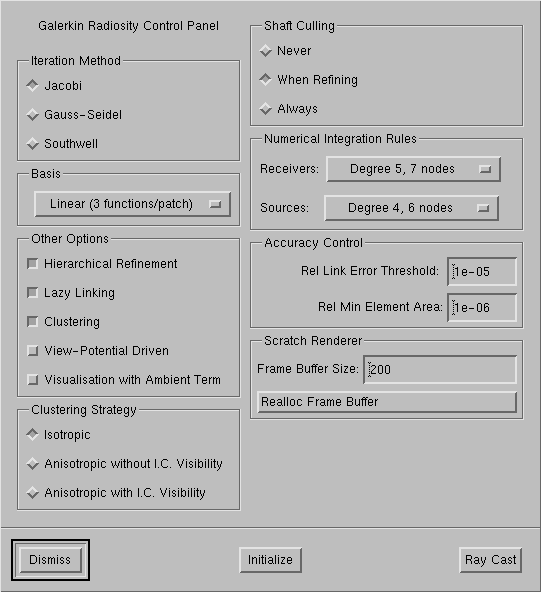 Galerkin Radiosity Control Panel
Iteration Method
Jacobi
Gauss-Seidel
Southwell
Basis
Linear (3 functions/patch)
Other Options
Hierarchical Refinement
Lazy Linking
Clustering
View-Potential Driven
Visualisation with Ambient Term
Clustering Strategy
Isotropic
Anisotropic without I.C. Visibility
Anisotropic with I.C. Visibility
Shaft Culling
Never
When Refining
Always
Numerical Integration Rules
Receivers: Degree 5, 7 nodes
Sources: Degree 4, 6 nodes
Accuracy Control
Rel Link Error Threshold: 1e-05
Rel Min Element Area: 1e-06
Scratch Renderer
Frame Buffer Size: 200
Realloc Frame Buffer
Dismiss
Initialize
Ray Cast